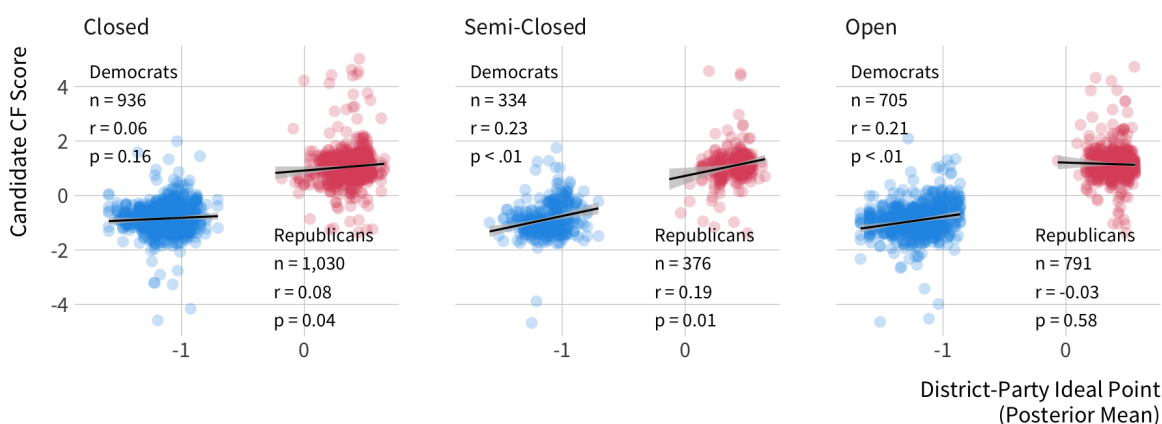 Closed
Semi-Closed
Open
Candidate CF Score
4
2
0
-2
-4
Democrats
n = 936
r = 0.06
p = 0.16
Republicans
n = 1,030
r = 0.08
p = 0.04
Democrats
n = 334
r = 0.23
p < .01
Republicans
n = 376
r = 0.19
p = 0.01
Democrats
n = 705
r = 0.21
p < .01
Republicans
n = 791
r = -0.03
p = 0.58
-1 0
-1 0
-1 0
District-Party Ideal Point
(Posterior Mean)